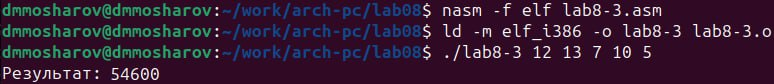 dmmosharov@dmmosharov:~/work/arch-pc/lab08$ nasm -f elf lab8-3.asm
dmmosharov@dmmosharov:~/work/arch-pc/lab08$ ld -m elf_i386 -o lab8-3 lab8-3.o
dmmosharov@dmmosharov:~/work/arch-pc/lab08$ ./lab8-3 12 13 7 10 5
Результат: 54600